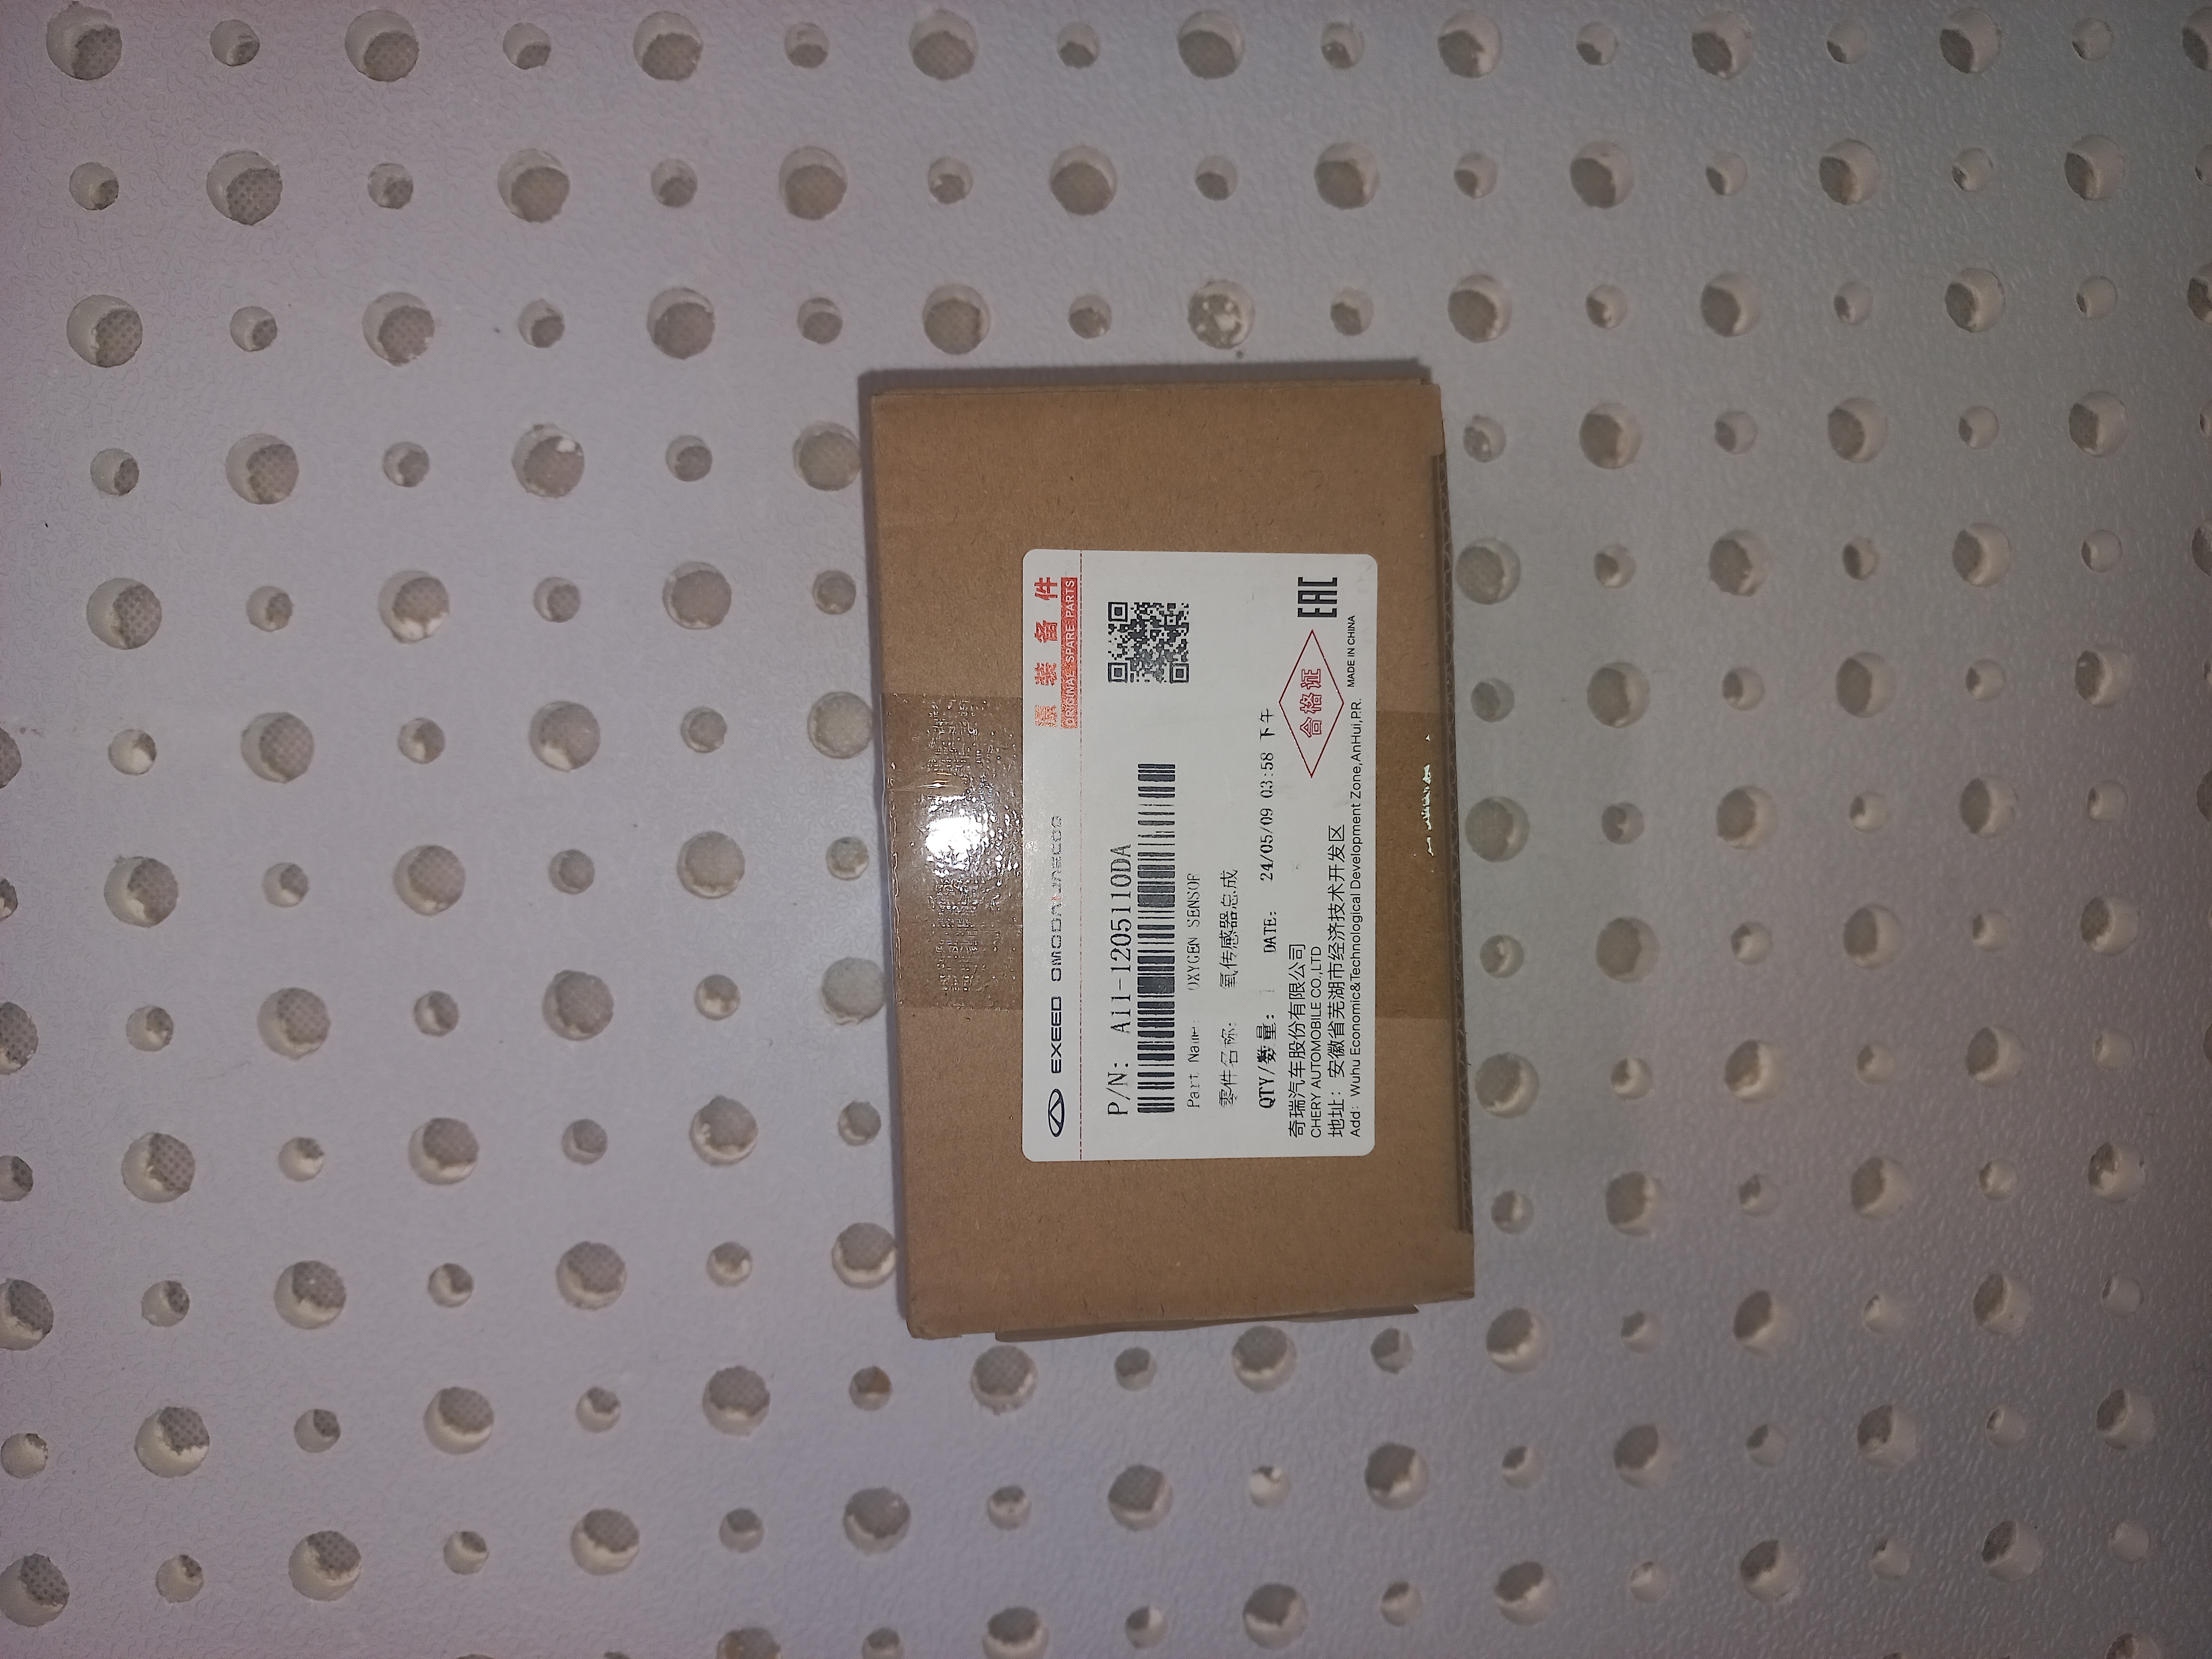 EXEED OMODA JAECOO
原装备件
ORIGINAL SPARE PARTS
P/N: A11-1205110DA
Part Name: OXYGEN SENSOR
零件名称: 氧传感器总成
QTY/数量: 1 DATE: 24/05/09 03:58 下午
奇瑞汽车股份有限公司
CHERY AUTOMOBILE CO.,LTD
合格证
EAC
地址：安徽省芜湖市经济技术开发区
MADE IN CHINA
Add: Wuhu Economic&Technological Development Zone,AnHui,P.R.